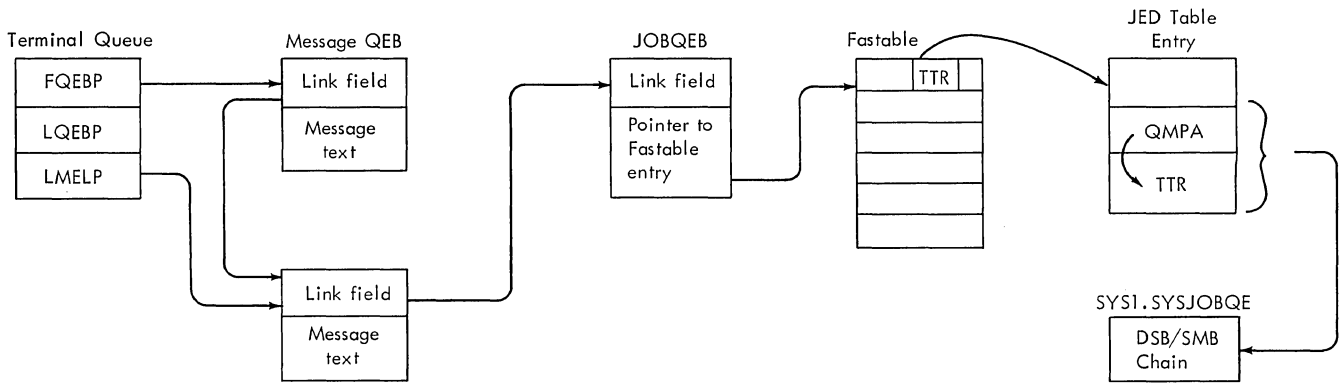 Terminal Queue
FQEBP
LQEBP
LMELP
Message QEB
Link field
Message
text
Link field
Message
text
JOBQEB
Link field
Pointer to
Fastable
entry
Fastable
TTR
JED Table
Entry
QMPA
TTR
SYS1.SYSJOBQE
DSB/SMB
Chain